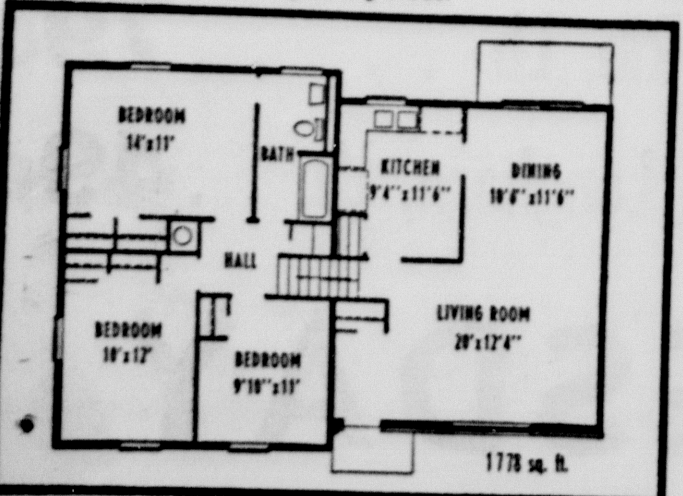 BEDROOM
14'x11'
BATH
KITCHEN
9'4''x11'6''
DINING
10'6''x11'6''
HALL
BEDROOM
10'x12'
BEDROOM
9'10''x11'
LIVING ROOM
20'x12'4''
1778 sq. ft.